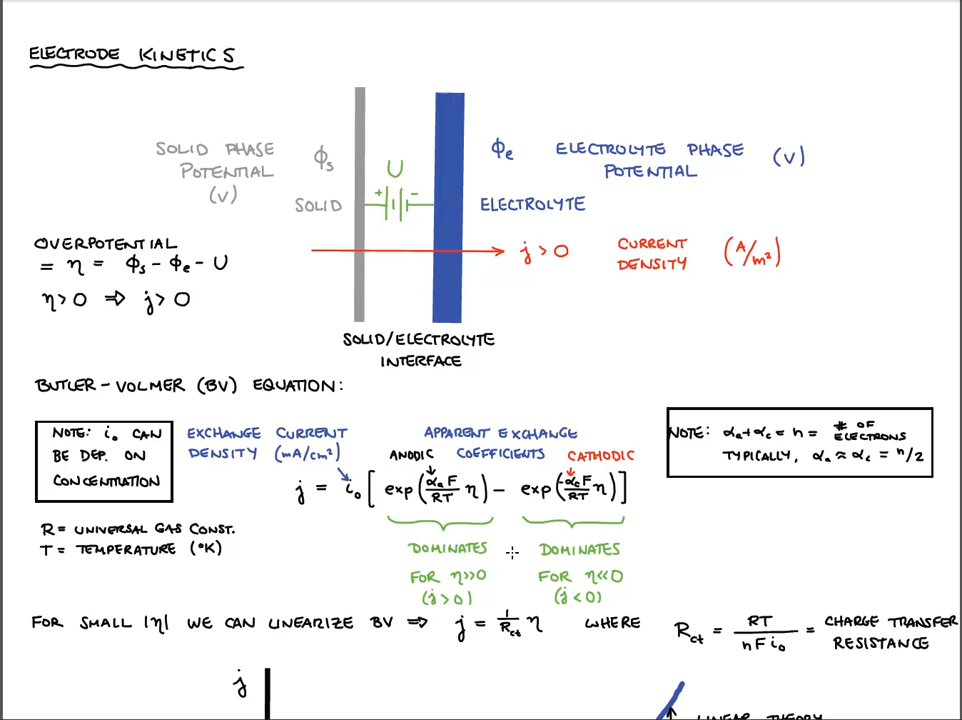 ELECTRODE KINETICS
SOLID PHASE POTENTIAL (V)
ϕs
SOLID
U
+ -
ϕe
ELECTROLYTE PHASE POTENTIAL (V)
ELECTROLYTE
OVERPOTENTIAL
= η = ϕs - ϕe - U
η > 0 ⇒ j > 0
j > 0
CURRENT DENSITY (A/m²)
SOLID/ELECTROLYTE
INTERFACE
BUTLER-VOLMER (BV) EQUATION:
NOTE: i₀ CAN
BE DEP. ON
CONCENTRATION
EXCHANGE CURRENT
DENSITY (mA/cm²)
APPARENT EXCHANGE
ANODIC COEFFICIENTS CATHODIC
NOTE: αa+αc = n = # OF ELECTRONS
TYPICALLY, αa ≈ αc = n/2
j = i₀ [ exp(αaF/RT η) - exp(-αcF/RT η)]
R = UNIVERSAL GAS CONST.
T = TEMPERATURE (°K)
DOMINATES
FOR η>>0
(j > 0)
DOMINATES
FOR η<<0
(j < 0)
FOR SMALL |η| WE CAN LINEARIZE BV ⇒ j = 1/Rct η WHERE Rct = RT/nFi₀ = CHARGE TRANSFER RESISTANCE
j
LINEAR THEORY